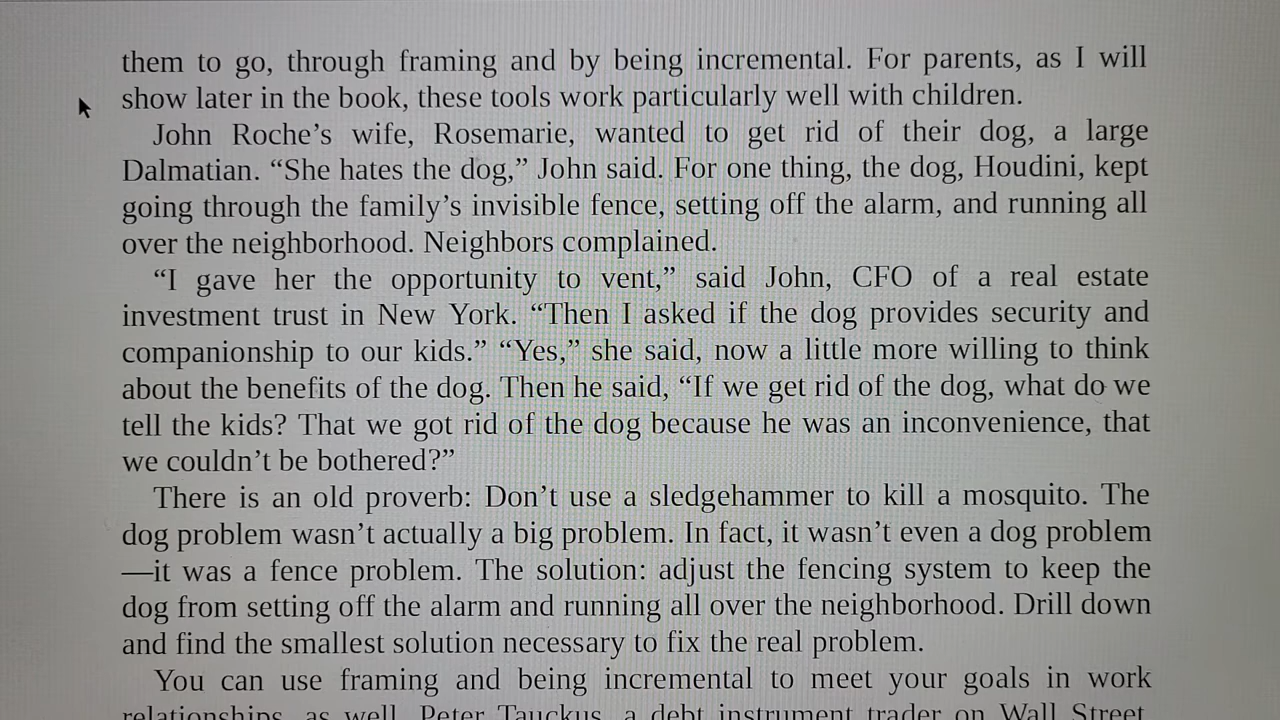 them to go, through framing and by being incremental. For parents, as I will
show later in the book, these tools work particularly well with children.
John Roche’s wife, Rosemarie, wanted to get rid of their dog, a large
Dalmatian. “She hates the dog,” John said. For one thing, the dog, Houdini, kept
going through the family’s invisible fence, setting off the alarm, and running all
over the neighborhood. Neighbors complained.
“I gave her the opportunity to vent,” said John, CFO of a real estate
investment trust in New York. “Then I asked if the dog provides security and
companionship to our kids.” “Yes,” she said, now a little more willing to think
about the benefits of the dog. Then he said, “If we get rid of the dog, what do we
tell the kids? That we got rid of the dog because he was an inconvenience, that
we couldn’t be bothered?”
There is an old proverb: Don’t use a sledgehammer to kill a mosquito. The
dog problem wasn’t actually a big problem. In fact, it wasn’t even a dog problem
—it was a fence problem. The solution: adjust the fencing system to keep the
dog from setting off the alarm and running all over the neighborhood. Drill down
and find the smallest solution necessary to fix the real problem.
You can use framing and being incremental to meet your goals in work
relationships, as well. Peter Tauckus, a debt instrument trader on Wall Street,